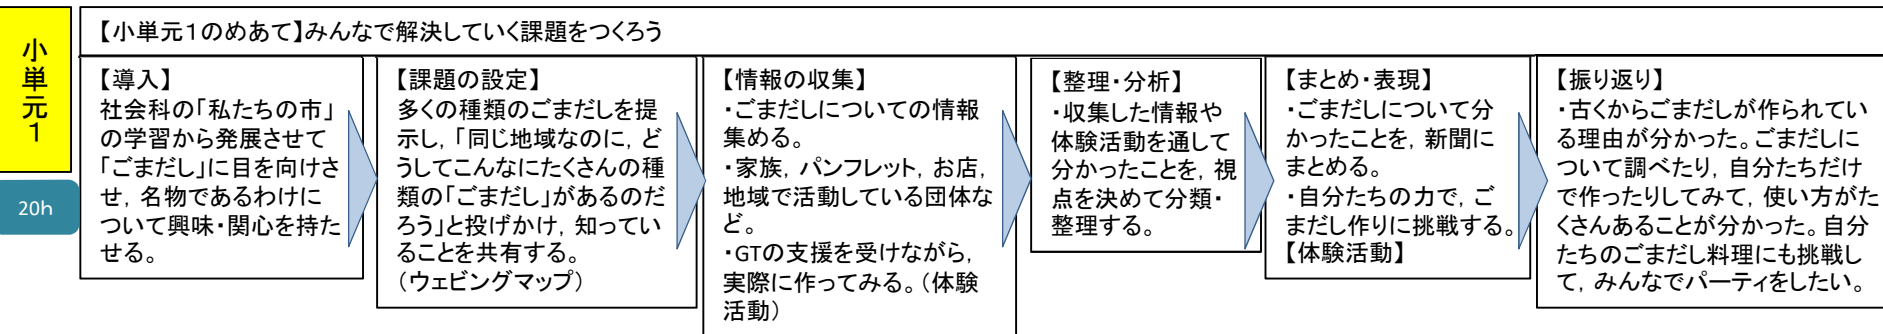 小単元1
20h
【小単元1のめあて】みんなで解決していく課題をつくろう
【導入】
社会科の「私たちの市」
の学習から発展させて
「ごまだし」に目を向けさ
せ，名物であるわけに
ついて興味・関心を持た
せる。
【課題の設定】
多くの種類のごまだしを提
示し，「同じ地域なのに，ど
うしてこんなにたくさんの種
類の「ごまだし」があるのだ
ろう」と投げかけ，知ってい
ることを共有する。
（ウェビングマップ）
【情報の収集】
・ごまだしについての情報
集める。
・家族，パンフレット，お店，
地域で活動している団体な
ど。
・GTの支援を受けながら，
実際に作ってみる。（体験
活動）
【整理・分析】
・収集した情報や
体験活動を通して
分かったことを，視
点を決めて分類・
整理する。
【まとめ・表現】
・ごまだしについて分
かったことを，新聞に
まとめる。
・自分たちの力で，ご
まだし作りに挑戦する。
【体験活動】
【振り返り】
・古くからごまだしが作られてい
る理由が分かった。ごまだしに
ついて調べたり，自分たちだけ
で作ったりしてみて，使い方がた
くさんあることが分かった。自分
たちのごまだし料理にも挑戦し
て，みんなでパーティをしたい。